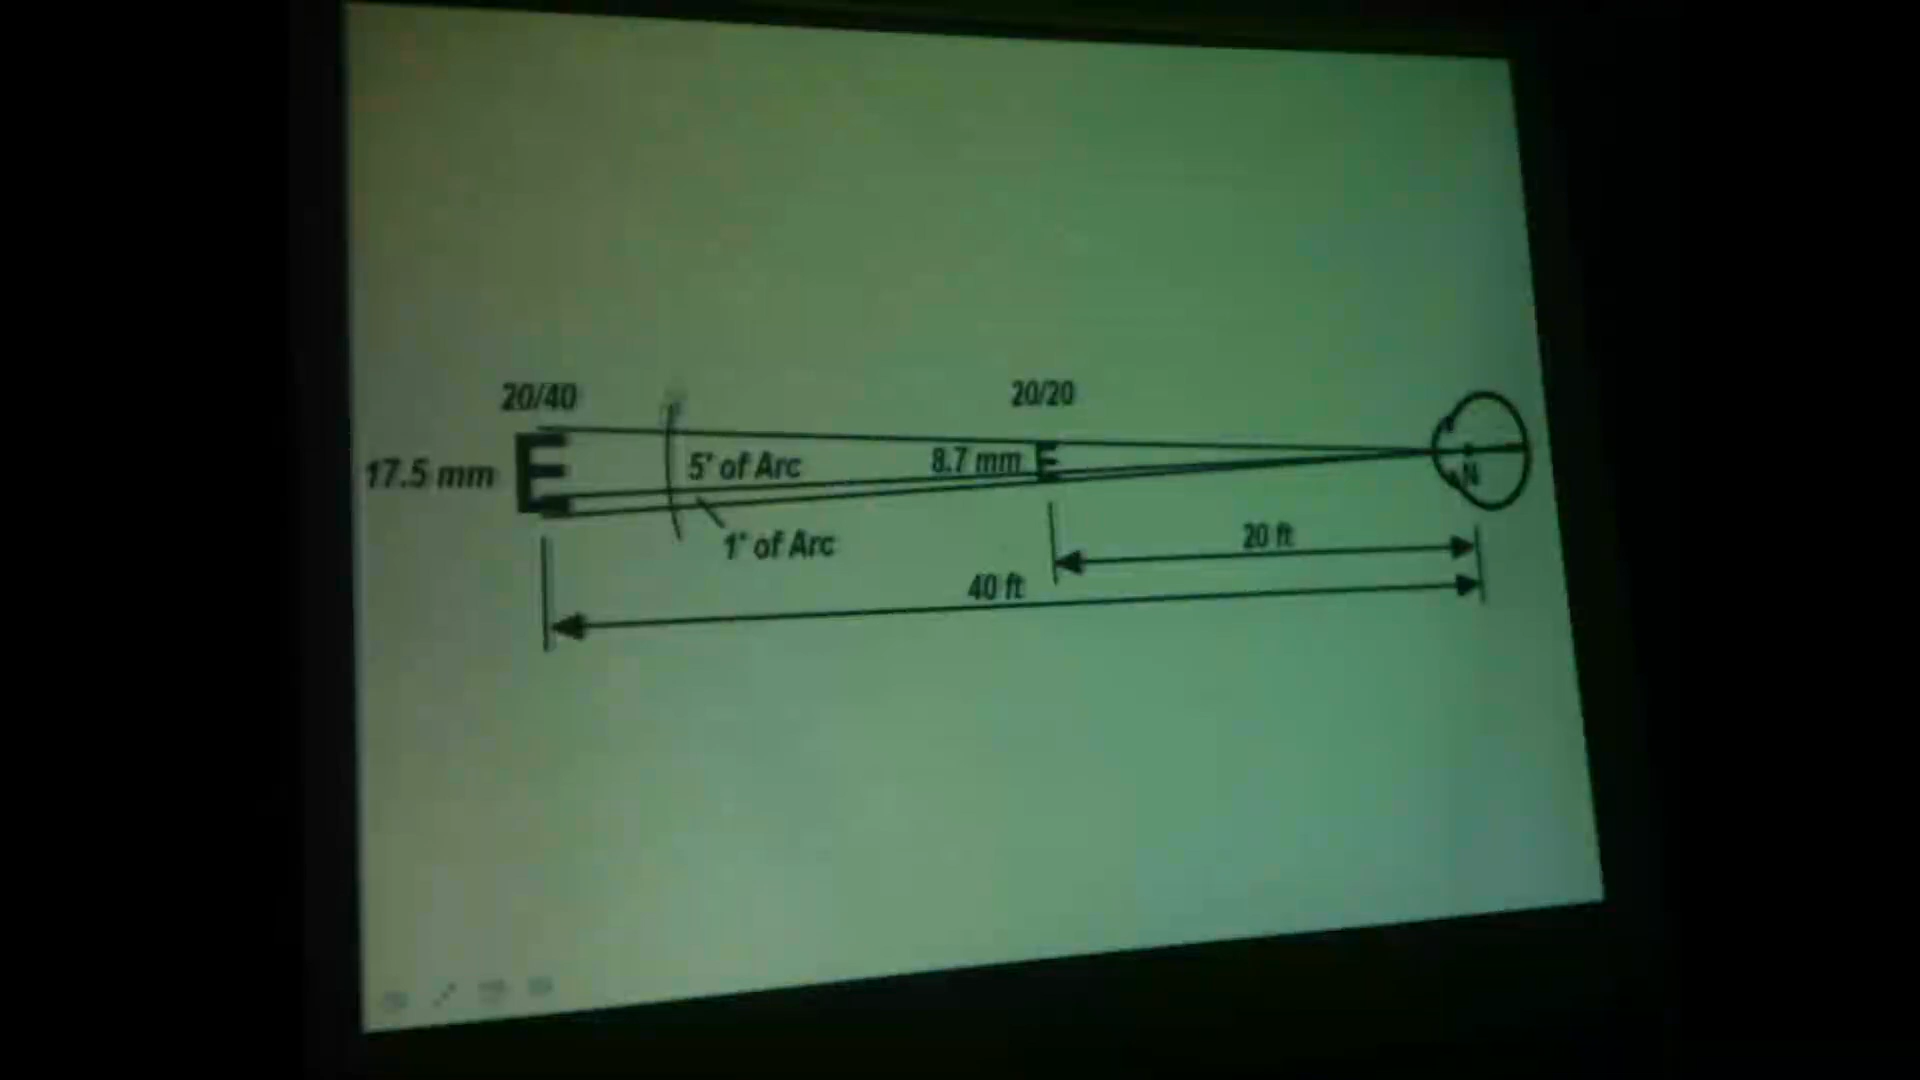 20/40
20/20
17.5 mm
E
5' of Arc
8.7 mm
E
N
1' of Arc
20 ft
40 ft